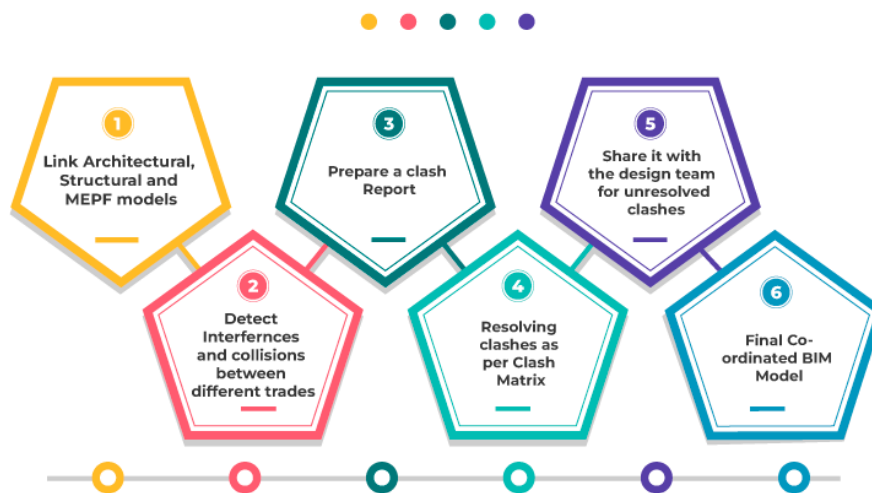 1
Link Architectural,
Structural and
MEPF models
2
Detect
Interfernces
and collisions
between
different trades
3
Prepare a clash
Report
4
Resolving
clashes as
per Clash
Matrix
5
Share it with
the design team
for unresolved
clashes
6
Final Co-
ordinated BIM
Model